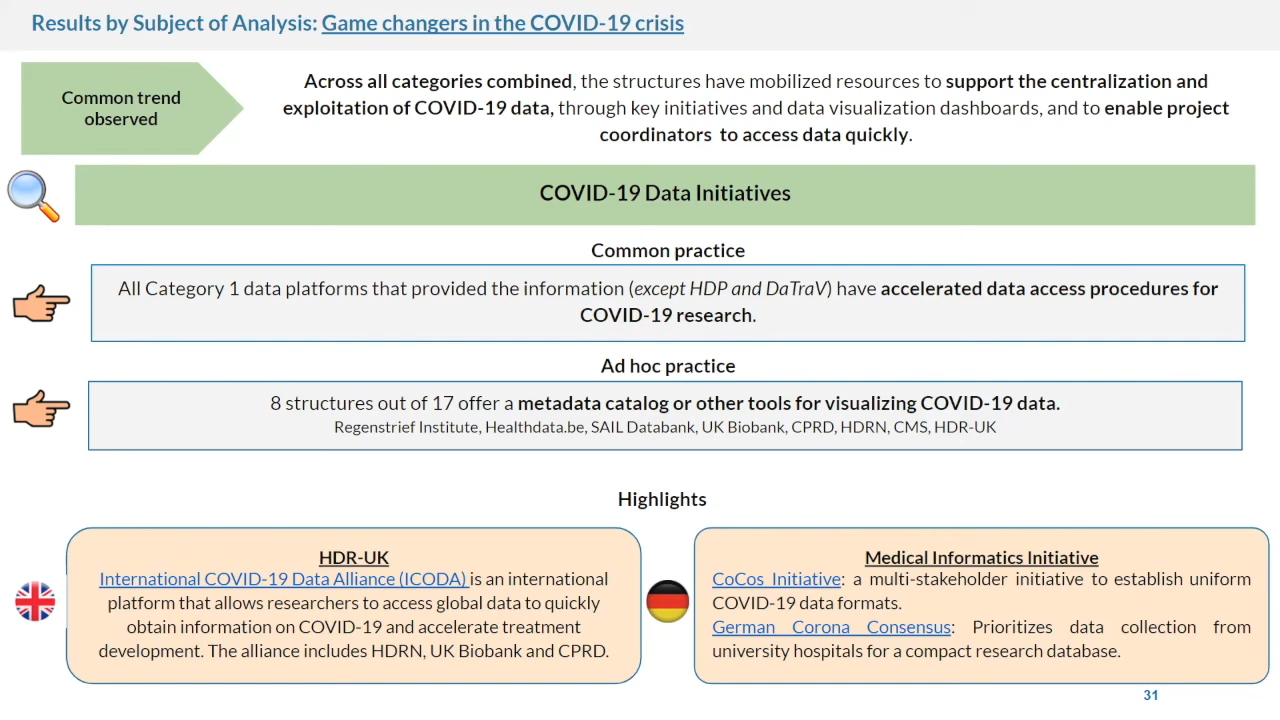 Results by Subject of Analysis: Game changers in the COVID-19 crisis
Common trend
observed
Across all categories combined, the structures have mobilized resources to support the centralization and
exploitation of COVID-19 data, through key initiatives and data visualization dashboards, and to enable project
coordinators to access data quickly.
COVID-19 Data Initiatives
Common practice
All Category 1 data platforms that provided the information (except HDP and DaTraV) have accelerated data access procedures for
COVID-19 research.
Ad hoc practice
8 structures out of 17 offer a metadata catalog or other tools for visualizing COVID-19 data.
Regenstrief Institute, Healthdata.be, SAIL Databank, UK Biobank, CPRD, HDRN, CMS, HDR-UK
Highlights
HDR-UK
International COVID-19 Data Alliance (ICODA) is an international
platform that allows researchers to access global data to quickly
obtain information on COVID-19 and accelerate treatment
development. The alliance includes HDRN, UK Biobank and CPRD.
Medical Informatics Initiative
CoCos Initiative: a multi-stakeholder initiative to establish uniform
COVID-19 data formats.
German Corona Consensus: Prioritizes data collection from
university hospitals for a compact research database.
31